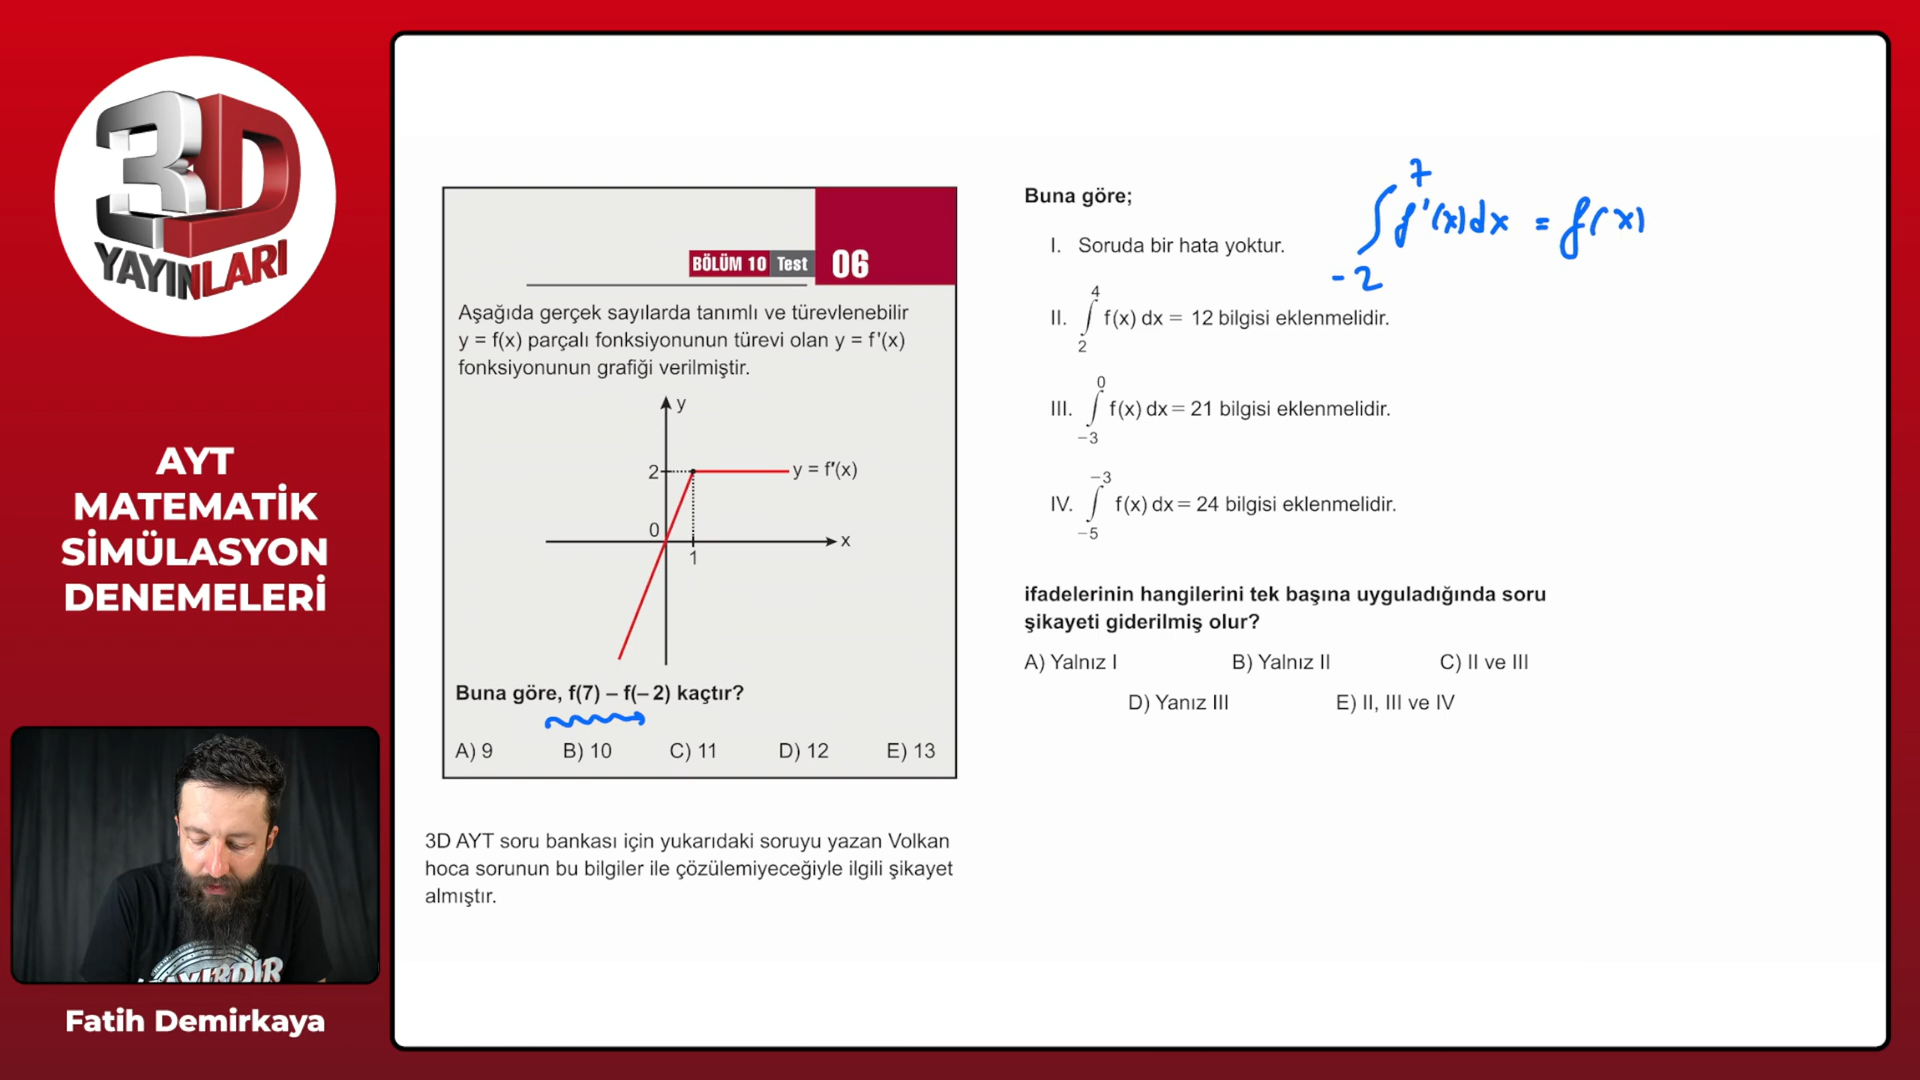 3D
YAYINLARI
AYT
MATEMATİK
SİMÜLASYON
DENEMELERİ
Fatih Demirkaya
BÖLÜM 10 Test 06
Aşağıda gerçek sayılarda tanımlı ve türevlenebilir
y = f(x) parçalı fonksiyonunun türevi olan y = f'(x)
fonksiyonunun grafiği verilmiştir.
y
2
y = f'(x)
0
x
1
Buna göre, f(7) – f(– 2) kaçtır?
A) 9 B) 10 C) 11 D) 12 E) 13
3D AYT soru bankası için yukarıdaki soruyu yazan Volkan
hoca sorunun bu bilgiler ile çözülemiyeceğiyle ilgili şikayet
almıştır.
Buna göre;
I. Soruda bir hata yoktur.
4
II. ∫ f(x) dx = 12 bilgisi eklenmelidir.
2
0
III. ∫ f(x) dx = 21 bilgisi eklenmelidir.
–3
–3
IV. ∫ f(x) dx = 24 bilgisi eklenmelidir.
–5
ifadelerinin hangilerini tek başına uyguladığında soru
şikayeti giderilmiş olur?
A) Yalnız I B) Yalnız II C) II ve III
D) Yanız III E) II, III ve IV
7
∫ f'(x)dx = f(x)
-2